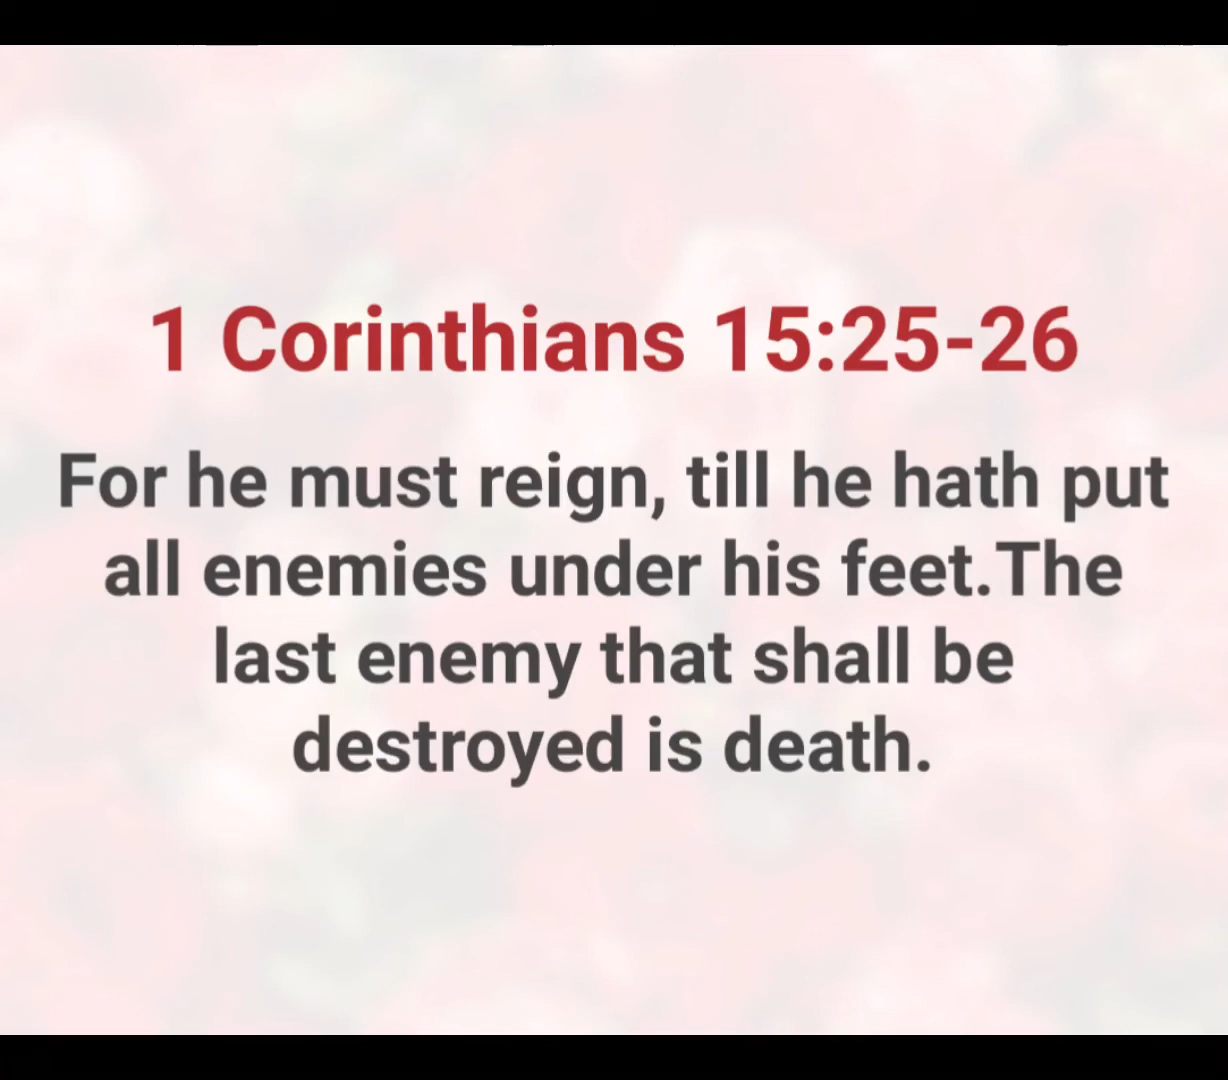 1 Corinthians 15:25-26
For he must reign, till he hath put
all enemies under his feet.The
last enemy that shall be
destroyed is death.